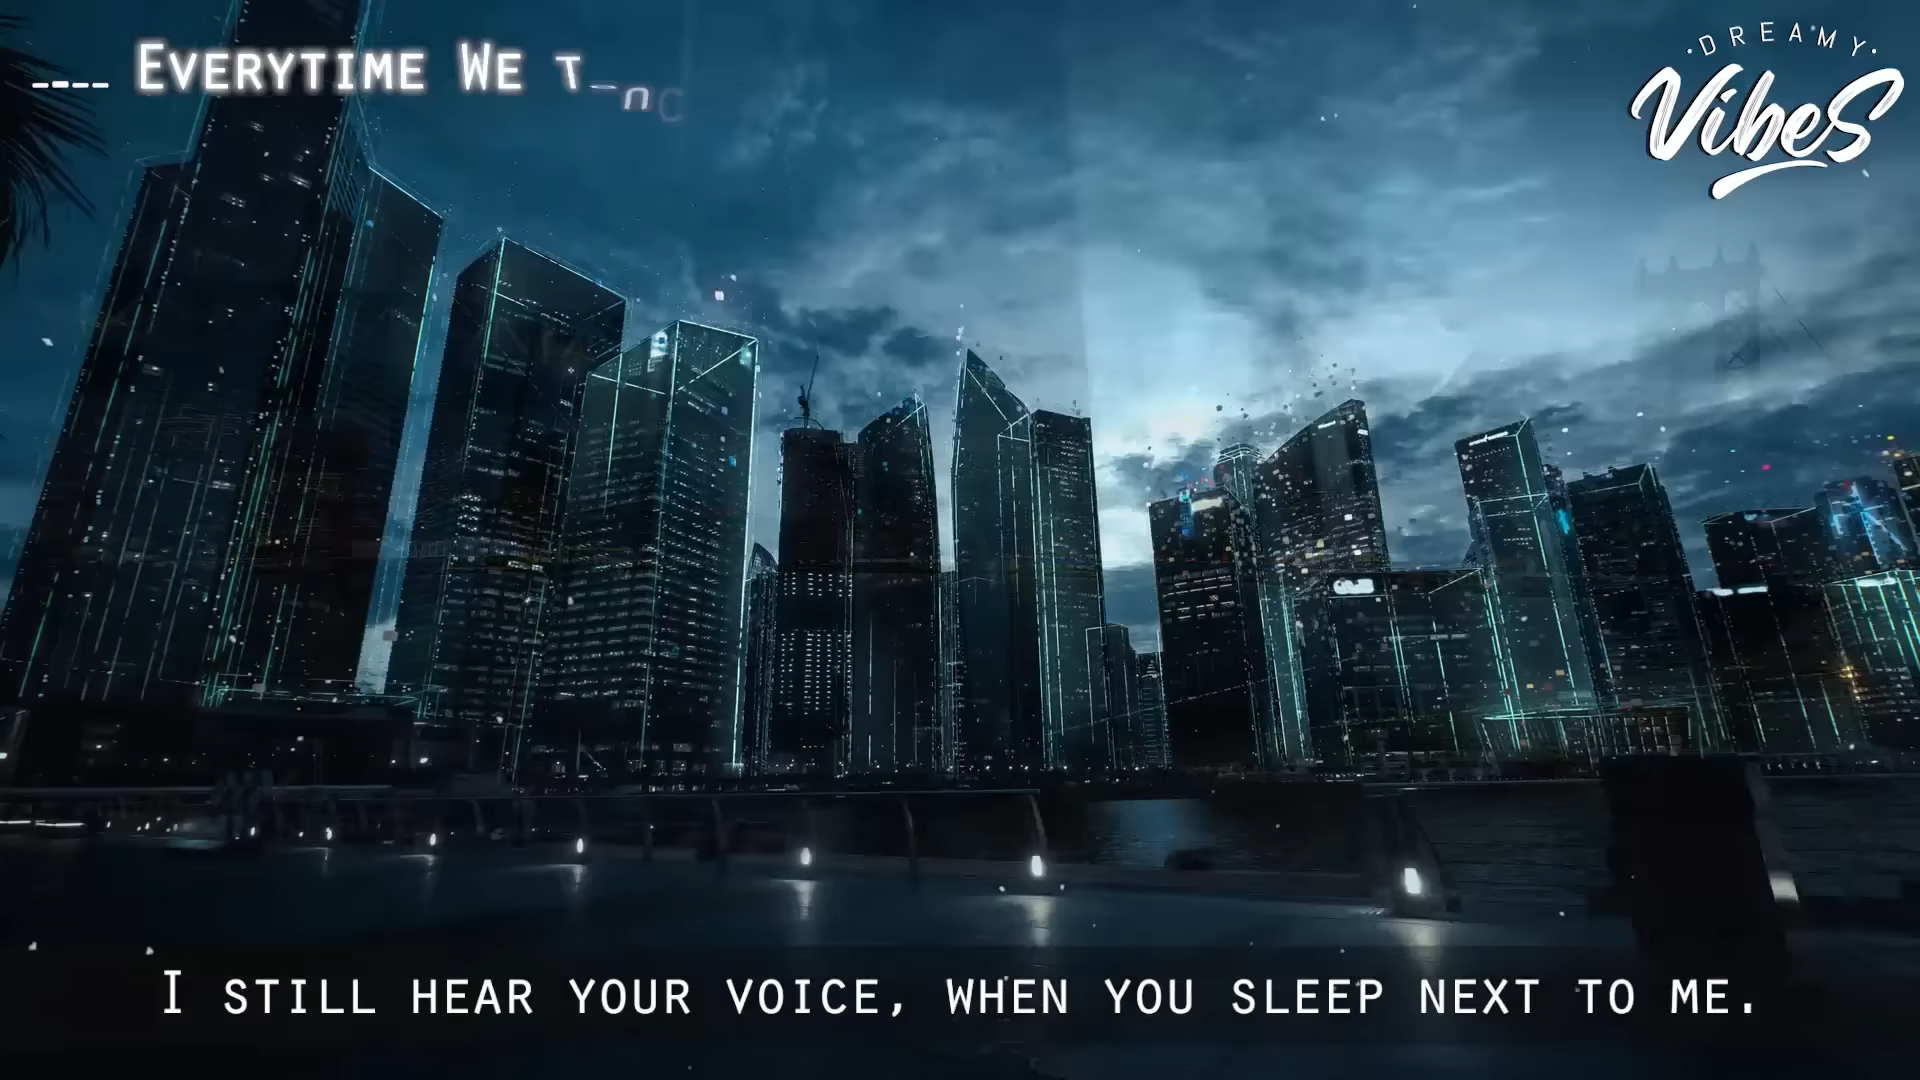 EVERYTIME WE
DREAMY
Vibes
I STILL HEAR YOUR VOICE, WHEN YOU SLEEP NEXT TO ME.